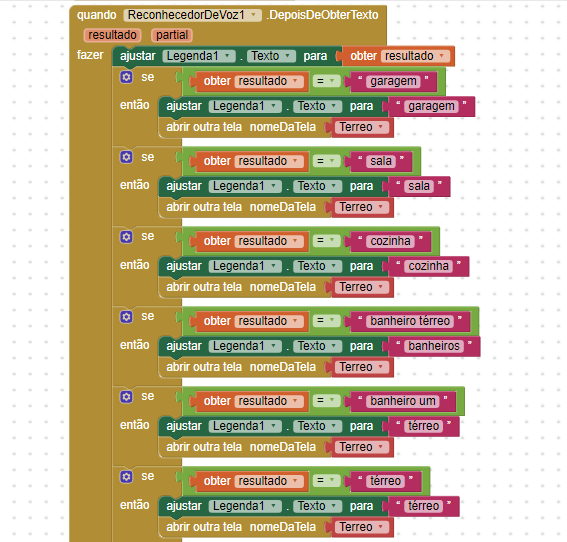 quando ReconhecedorDeVoz1 .DepoisDeObterTexto
resultado partial
fazer ajustar Legenda1 . Texto para obter resultado
se obter resultado = " garagem "
então ajustar Legenda1 . Texto para " garagem "
abrir outra tela nomeDaTela Terreo
se obter resultado = " sala "
então ajustar Legenda1 . Texto para " sala "
abrir outra tela nomeDaTela Terreo
se obter resultado = " cozinha "
então ajustar Legenda1 . Texto para " cozinha "
abrir outra tela nomeDaTela Terreo
se obter resultado = " banheiro térreo "
então ajustar Legenda1 . Texto para " banheiros "
abrir outra tela nomeDaTela Terreo
se obter resultado = " banheiro um "
então ajustar Legenda1 . Texto para " térreo "
abrir outra tela nomeDaTela Terreo
se obter resultado = " térreo "
então ajustar Legenda1 . Texto para " térreo "
abrir outra tela nomeDaTela Terreo